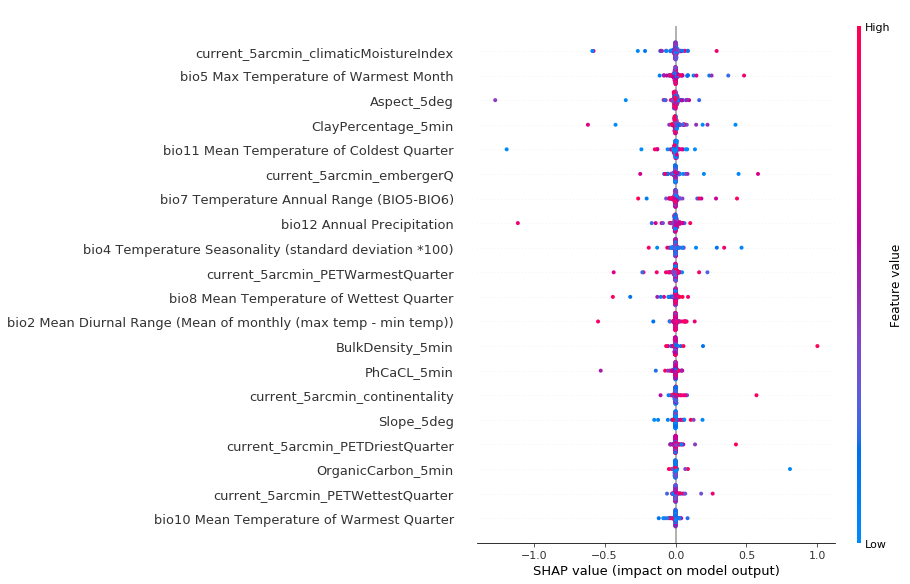 High
current_5arcmin_climaticMoistureIndex
bio5 Max Temperature of Warmest Month
Aspect_5deg
ClayPercentage_5min
bio11 Mean Temperature of Coldest Quarter
current_5arcmin_embergerQ
bio7 Temperature Annual Range (BIO5-BIO6)
bio12 Annual Precipitation
bio4 Temperature Seasonality (standard deviation *100)
current_5arcmin_PETWarmestQuarter
bio8 Mean Temperature of Wettest Quarter
bio2 Mean Diurnal Range (Mean of monthly (max temp - min temp))
BulkDensity_5min
PhCaCL_5min
current_5arcmin_continentality
Slope_5deg
current_5arcmin_PETDriestQuarter
OrganicCarbon_5min
current_5arcmin_PETWettestQuarter
bio10 Mean Temperature of Warmest Quarter
Feature value
Low
−1.0 −0.5 0.0 0.5 1.0
SHAP value (impact on model output)